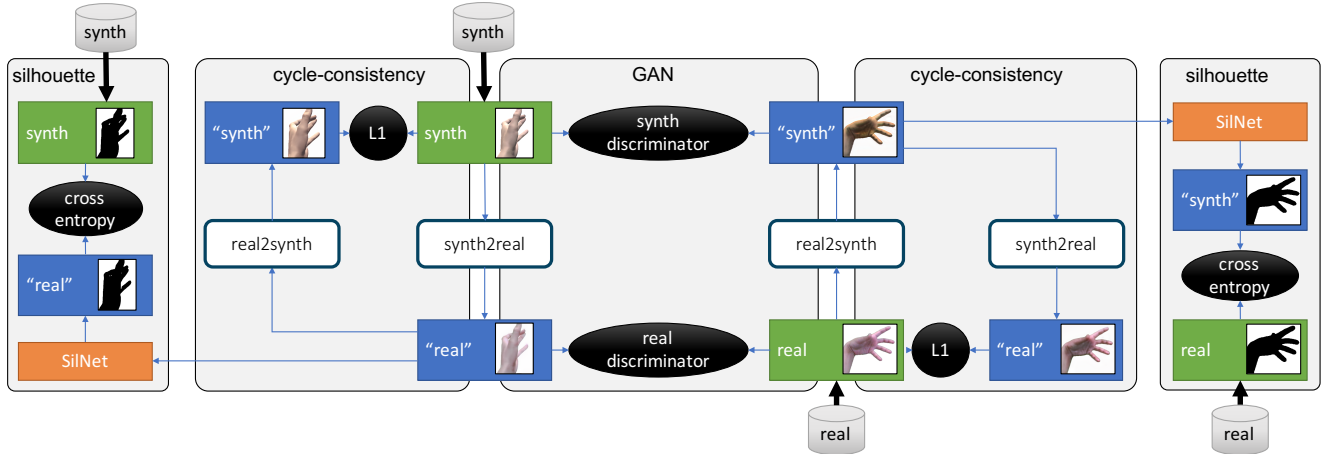 synth
synth
silhouette
cycle-consistency
GAN
cycle-consistency
silhouette
synth
“synth”
L1
synth
synth
discriminator
“synth”
SilNet
cross
entropy
“synth”
real2synth
synth2real
real2synth
synth2real
“real”
cross
entropy
SilNet
“real”
real
discriminator
real
L1
“real”
real
real
real